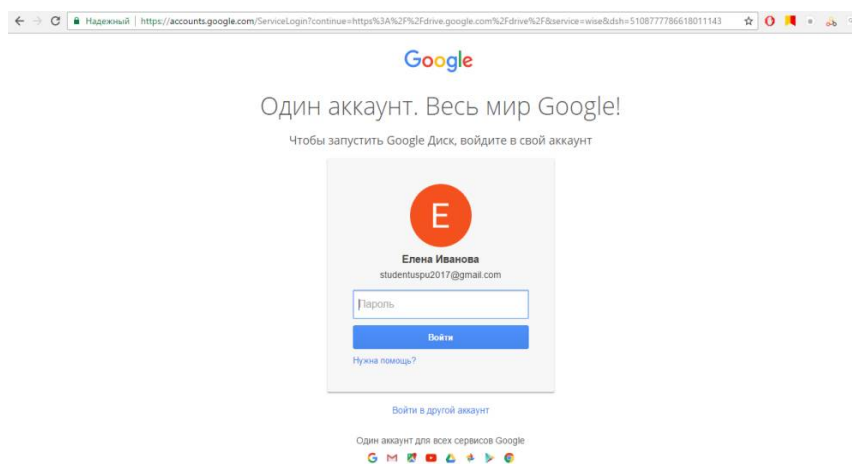 Надежный | https://accounts.google.com/ServiceLogin?continue=https%3A%2F%2Fdrive.google.com%2Fdrive%2F&service=wise&dsh=5108777786618011143
Google
Один аккаунт. Весь мир Google!
Чтобы запустить Google Диск, войдите в свой аккаунт
E
Елена Иванова
studentuspu2017@gmail.com
Пароль
Войти
Нужна помощь?
Войти в другой аккаунт
Один аккаунт для всех сервисов Google